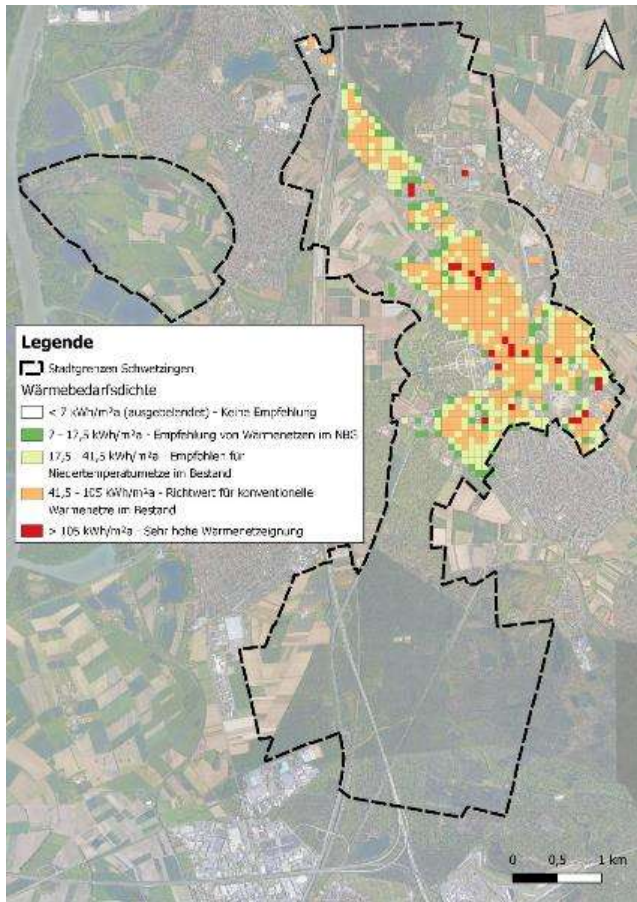 Legende
Stadtgrenzen Schwetzingen
Wärmebedarfsdichte
< 7 kWh/m²a (ausgeblendet) - Keine Empfehlung
7 - 17,5 kWh/m²a - Empfehlung von Wärmenetzen im NBG
17,5 - 41,5 kWh/m²a - Empfohlen für
Niedertemperaturnetze im Bestand
41,5 - 105 kWh/m²a - Richtwert für konventionelle
Wärmenetze im Bestand
> 105 kWh/m²a - Sehr hohe Wärmenetzeignung
0 0,5 1 km